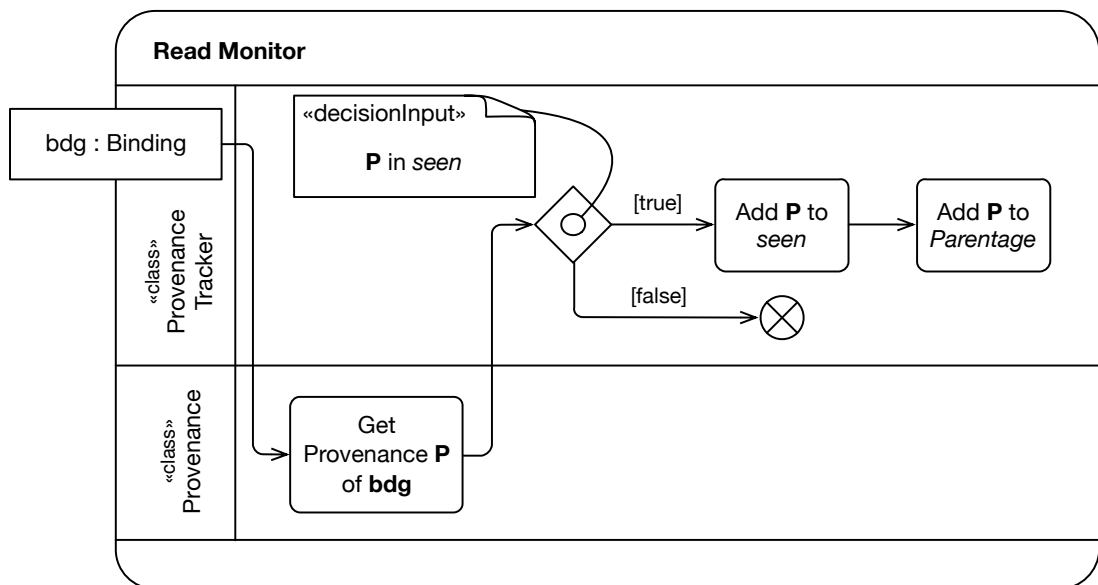 Read Monitor
«decisionInput»
P in seen
bdg : Binding
[true]
Add P to
seen
Add P to
Parentage
[false]
«class»
Provenance
Tracker
Get
Provenance P
of bdg
«class»
Provenance